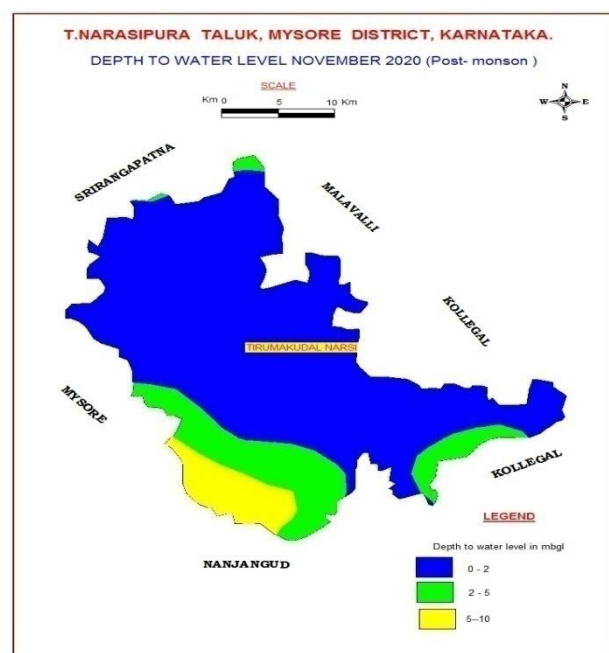 T.NARASIPURA TALUK, MYSORE DISTRICT, KARNATAKA.
DEPTH TO WATER LEVEL NOVEMBER 2020 (Post- monson )
SCALE
Km 0 5 10 Km
N
W E
S
SRIRANGAPATNA
MALAVALLI
KOLLEGAL
TIRUMAKUDAL NARSI
MYSORE
KOLLEGAL
NANJANGUD
LEGEND
Depth to water level in mbgl
0 - 2
2 - 5
5--10